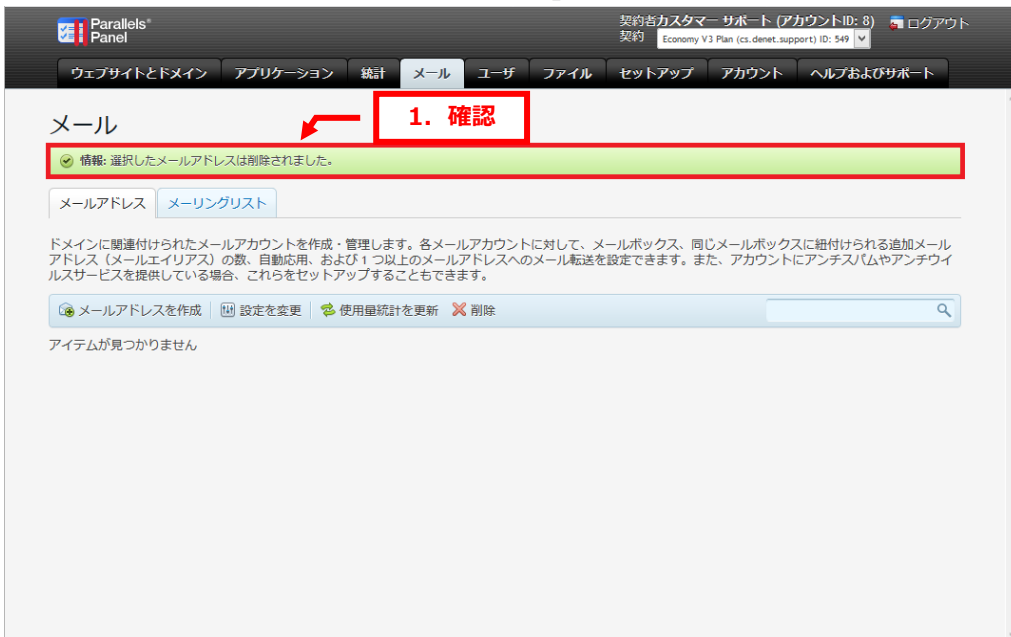 Parallels®
Panel
契約者カスタマー サポート (アカウントID: 8) ログアウト
契約 Economy V3 Plan (cs.denet.support) ID: 549
ウェブサイトとドメイン アプリケーション 統計 メール ユーザ ファイル セットアップ アカウント ヘルプおよびサポート
1. 確認
メール
情報: 選択したメールアドレスは削除されました。
メールアドレス メーリングリスト
ドメインに関連付けられたメールアカウントを作成・管理します。各メールアカウントに対して、メールボックス、同じメールボックスに紐付けられる追加メール
アドレス（メールエイリアス）の数、自動応用、および 1 つ以上のメールアドレスへのメール転送を設定できます。また、アカウントにアンチスパムやアンチウイ
ルスサービスを提供している場合、これらをセットアップすることもできます。
メールアドレスを作成 設定を変更 使用量統計を更新 削除
アイテムが見つかりません